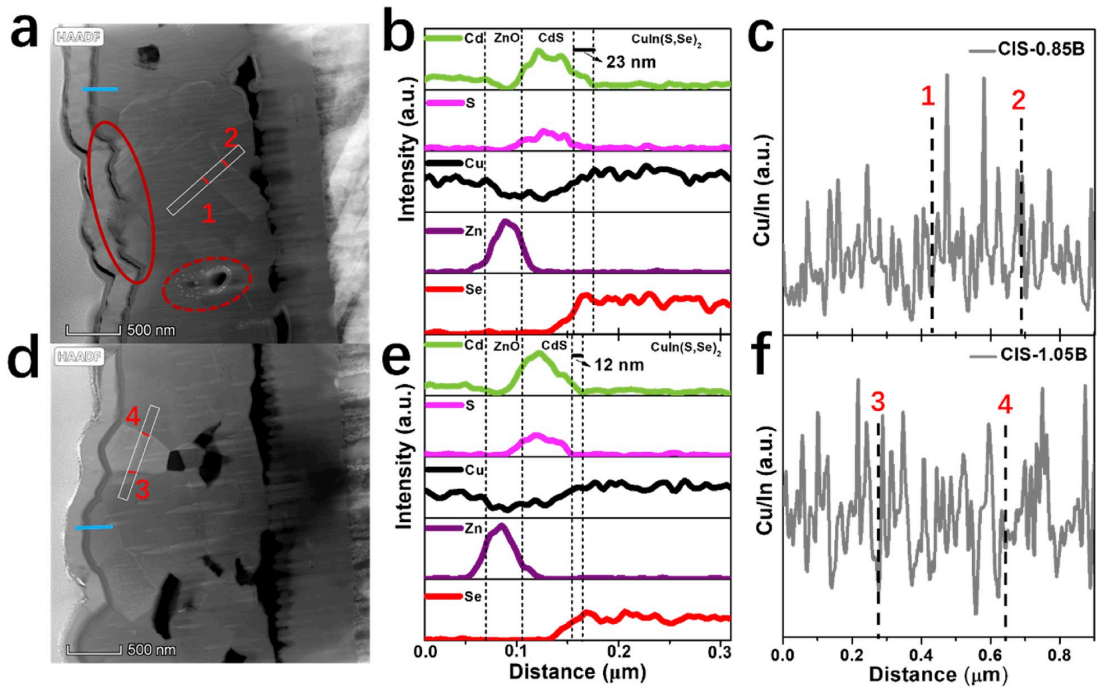 a
HAADF
2
1
500 nm
b
Cd
ZnO
CdS
CuIn(S,Se)₂
23 nm
S
Cu
Zn
Se
Intensity (a.u.)
c
CIS-0.85B
1
2
Cu/In (a.u.)
d
HAADF
4
3
500 nm
e
Cd
ZnO
CdS
CuIn(S,Se)₂
12 nm
S
Cu
Zn
Se
Intensity (a.u.)
0.0 0.1 0.2 0.3
Distance (μm)
f
CIS-1.05B
3
4
Cu/In (a.u.)
0.0 0.2 0.4 0.6 0.8
Distance (μm)